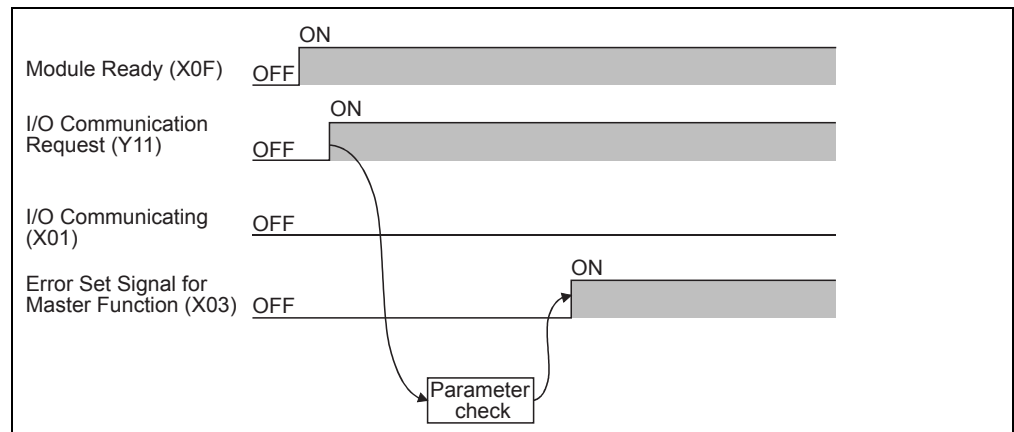 ON
Module Ready (X0F)
OFF
ON
I/O Communication
Request (Y11)
OFF
I/O Communicating
(X01)
OFF
ON
Error Set Signal for
Master Function (X03)
OFF
Parameter
check